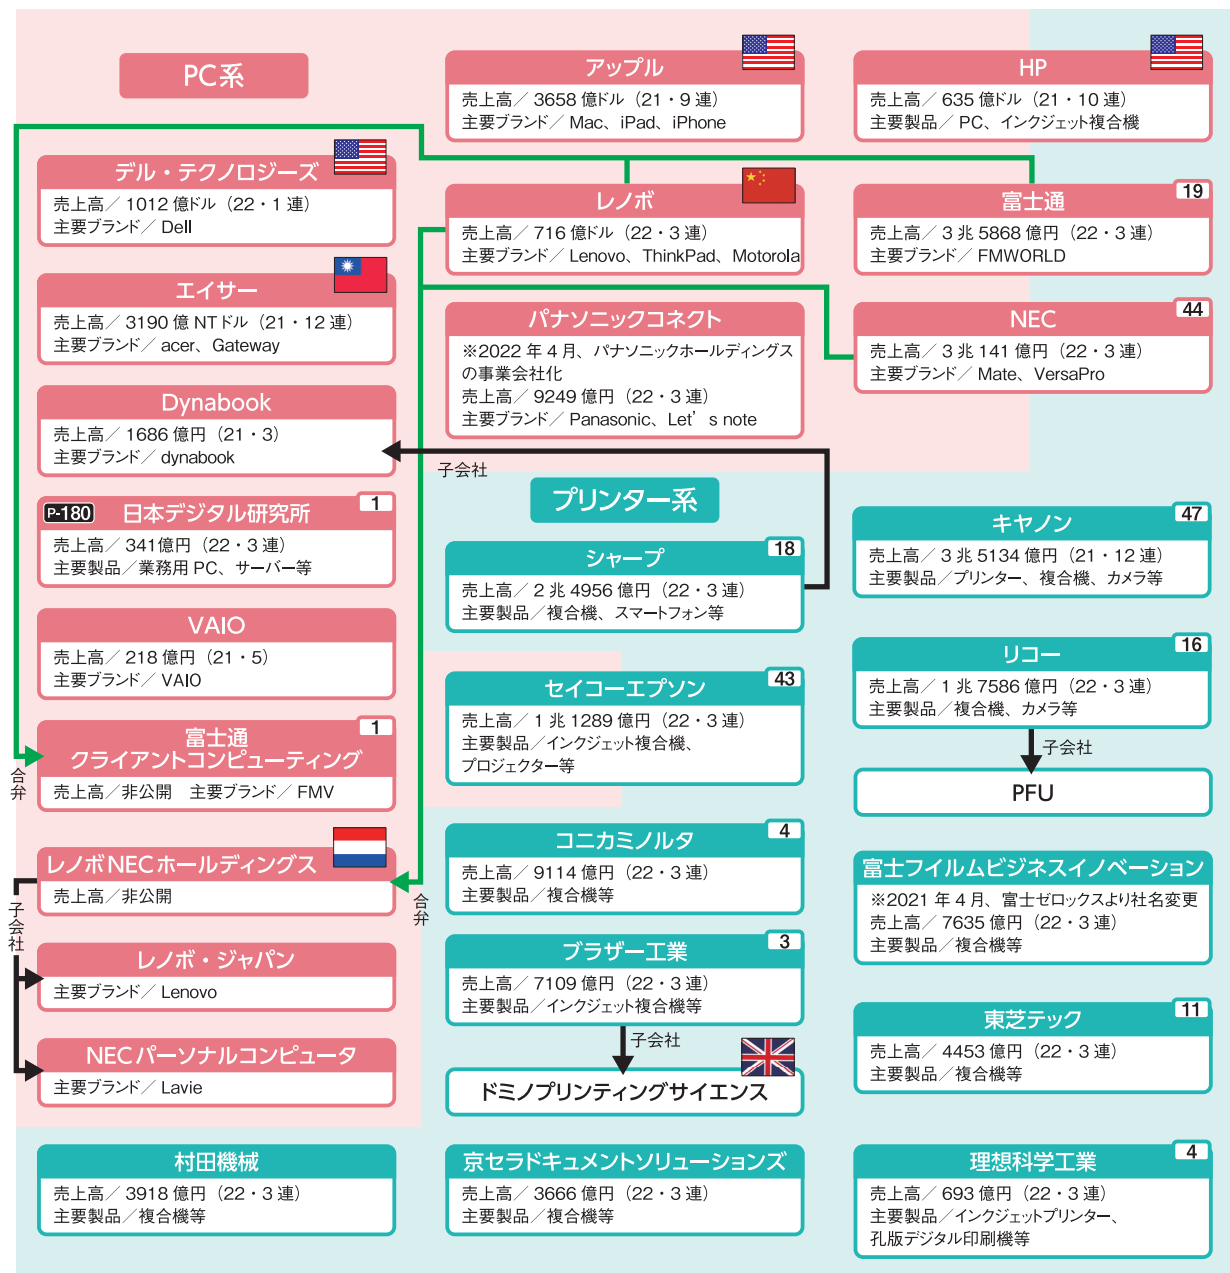 PC系
アップル
売上高／3658億ドル（21・9連）
主要ブランド／Mac、iPad、iPhone
HP
売上高／635億ドル（21・10連）
主要製品／PC、インクジェット複合機
デル・テクノロジーズ
売上高／1012億ドル（22・1連）
主要ブランド／Dell
レノボ
売上高／716億ドル（22・3連）
主要ブランド／Lenovo、ThinkPad、Motorola
富士通
19
売上高／3兆5868億円（22・3連）
主要ブランド／FMWORLD
エイサー
売上高／3190億NTドル（21・12連）
主要ブランド／acer、Gateway
パナソニックコネクト
※2022年4月、パナソニックホールディングス
の事業会社化
売上高／9249億円（22・3連）
主要ブランド／Panasonic、Let’s note
NEC
44
売上高／3兆141億円（22・3連）
主要ブランド／Mate、VersaPro
Dynabook
売上高／1686億円（21・3）
主要ブランド／dynabook
子会社
P-180
日本デジタル研究所
1
売上高／341億円（22・3連）
主要製品／業務用PC、サーバー等
プリンター系
シャープ
18
売上高／2兆4956億円（22・3連）
主要製品／複合機、スマートフォン等
キヤノン
47
売上高／3兆5134億円（21・12連）
主要製品／プリンター、複合機、カメラ等
VAIO
売上高／218億円（21・5）
主要ブランド／VAIO
セイコーエプソン
43
売上高／1兆1289億円（22・3連）
主要製品／インクジェット複合機、
プロジェクター等
リコー
16
売上高／1兆7586億円（22・3連）
主要製品／複合機、カメラ等
子会社
PFU
富士通
クライアントコンピューティング
1
売上高／非公開　主要ブランド／FMV
合弁
レノボNECホールディングス
売上高／非公開
合弁
子会社
コニカミノルタ
4
売上高／9114億円（22・3連）
主要製品／複合機等
富士フイルムビジネスイノベーション
※2021年4月、富士ゼロックスより社名変更
売上高／7635億円（22・3連）
主要製品／複合機等
レノボ・ジャパン
主要ブランド／Lenovo
ブラザー工業
3
売上高／7109億円（22・3連）
主要製品／インクジェット複合機等
子会社
ドミノプリンティングサイエンス
東芝テック
11
売上高／4453億円（22・3連）
主要製品／複合機等
NECパーソナルコンピュータ
主要ブランド／Lavie
村田機械
売上高／3918億円（22・3連）
主要製品／複合機等
京セラドキュメントソリューションズ
売上高／3666億円（22・3連）
主要製品／複合機等
理想科学工業
4
売上高／693億円（22・3連）
主要製品／インクジェットプリンター、
孔版デジタル印刷機等